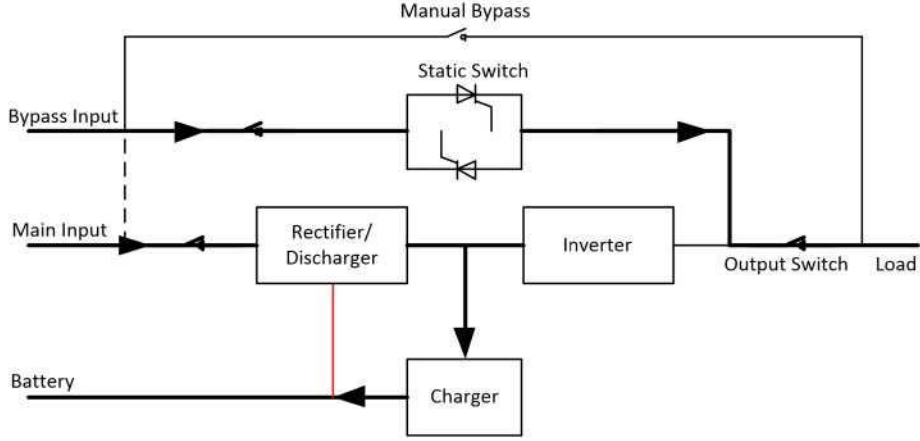 Manual Bypass
Static Switch
Bypass Input
Main Input
Rectifier/
Discharger
Inverter
Output Switch
Load
Battery
Charger